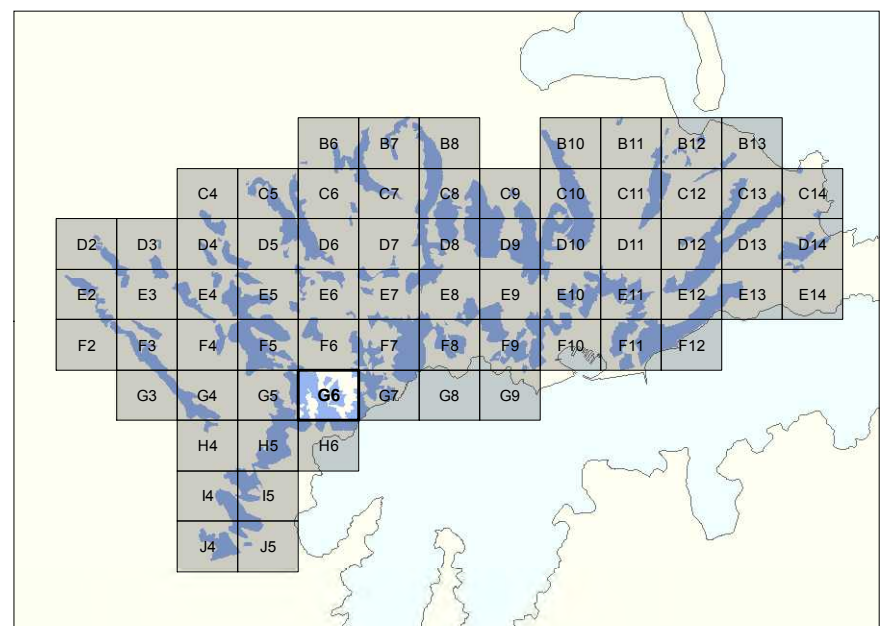 B6 B7 B8 B10 B11 B12 B13
C4 C5 C6 C7 C8 C9 C10 C11 C12 C13 C14
D2 D3 D4 D5 D6 D7 D8 D9 D10 D11 D12 D13 D14
E2 E3 E4 E5 E6 E7 E8 E9 E10 E11 E12 E13 E14
F2 F3 F4 F5 F6 F7 F8 F9 F10 F11 F12
G3 G4 G5 G6 G7 G8 G9
H4 H5 H6
I4 I5
J4 J5